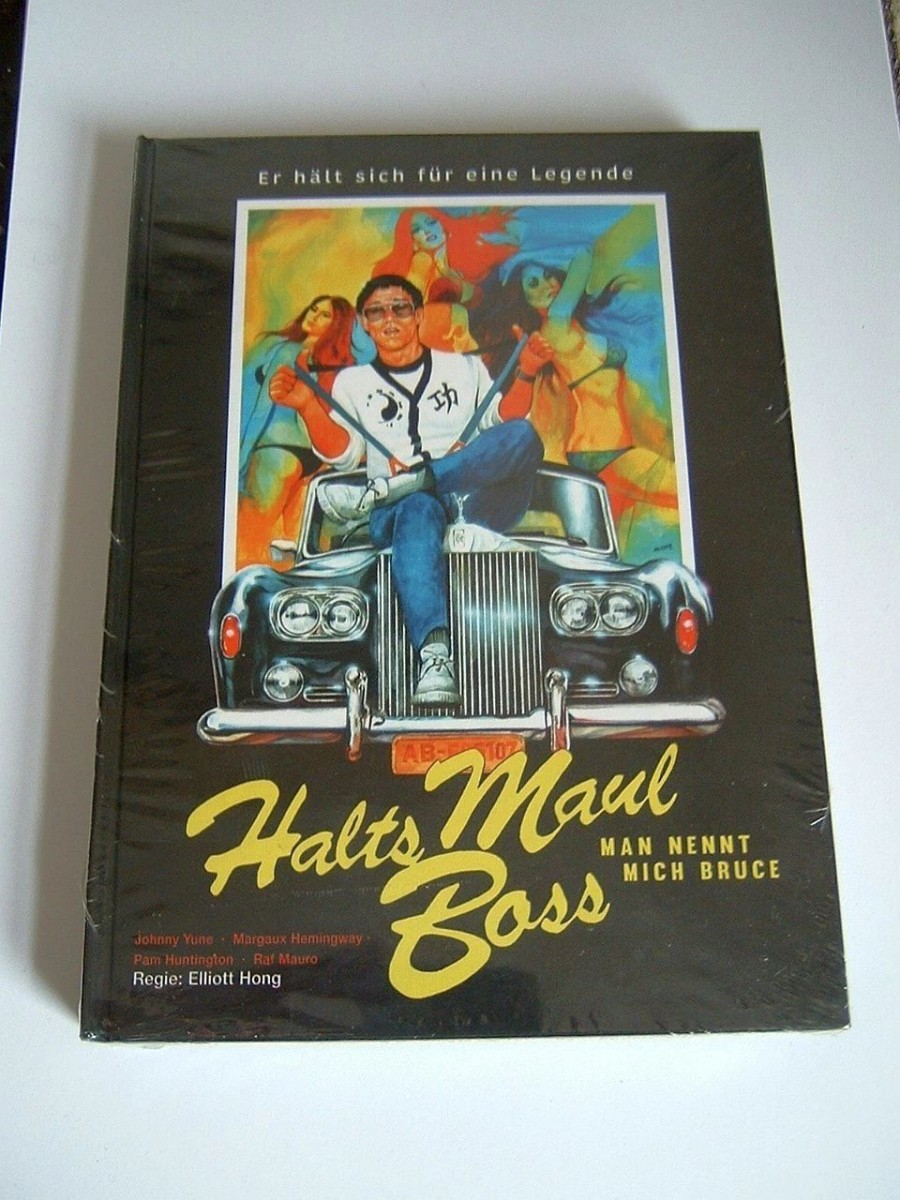 Er hält sich für eine Legende
功
Halts Maul
Boss
MAN NENNT
MICH BRUCE
Johnny Yune · Margaux Hemingway ·
Pam Huntington · Raf Mauro
Regie: Elliott Hong